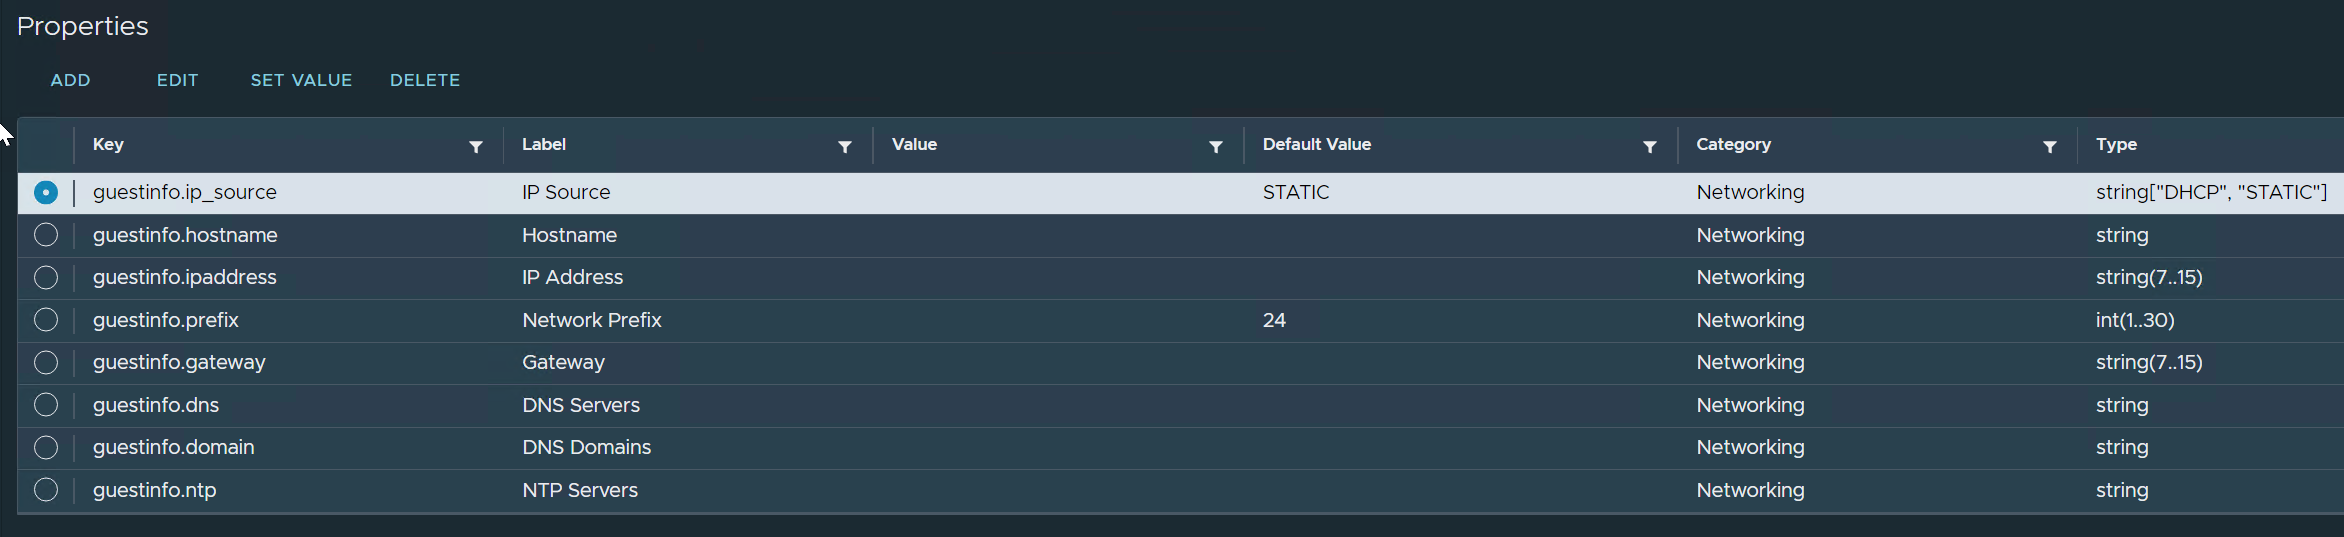 Properties
ADD EDIT SET VALUE DELETE
Key Label Value Default Value Category Type
guestinfo.ip_source IP Source STATIC Networking string["DHCP", "STATIC"]
guestinfo.hostname Hostname Networking string
guestinfo.ipaddress IP Address Networking string(7..15)
guestinfo.prefix Network Prefix 24 Networking int(1..30)
guestinfo.gateway Gateway Networking string(7..15)
guestinfo.dns DNS Servers Networking string
guestinfo.domain DNS Domains Networking string
guestinfo.ntp NTP Servers Networking string